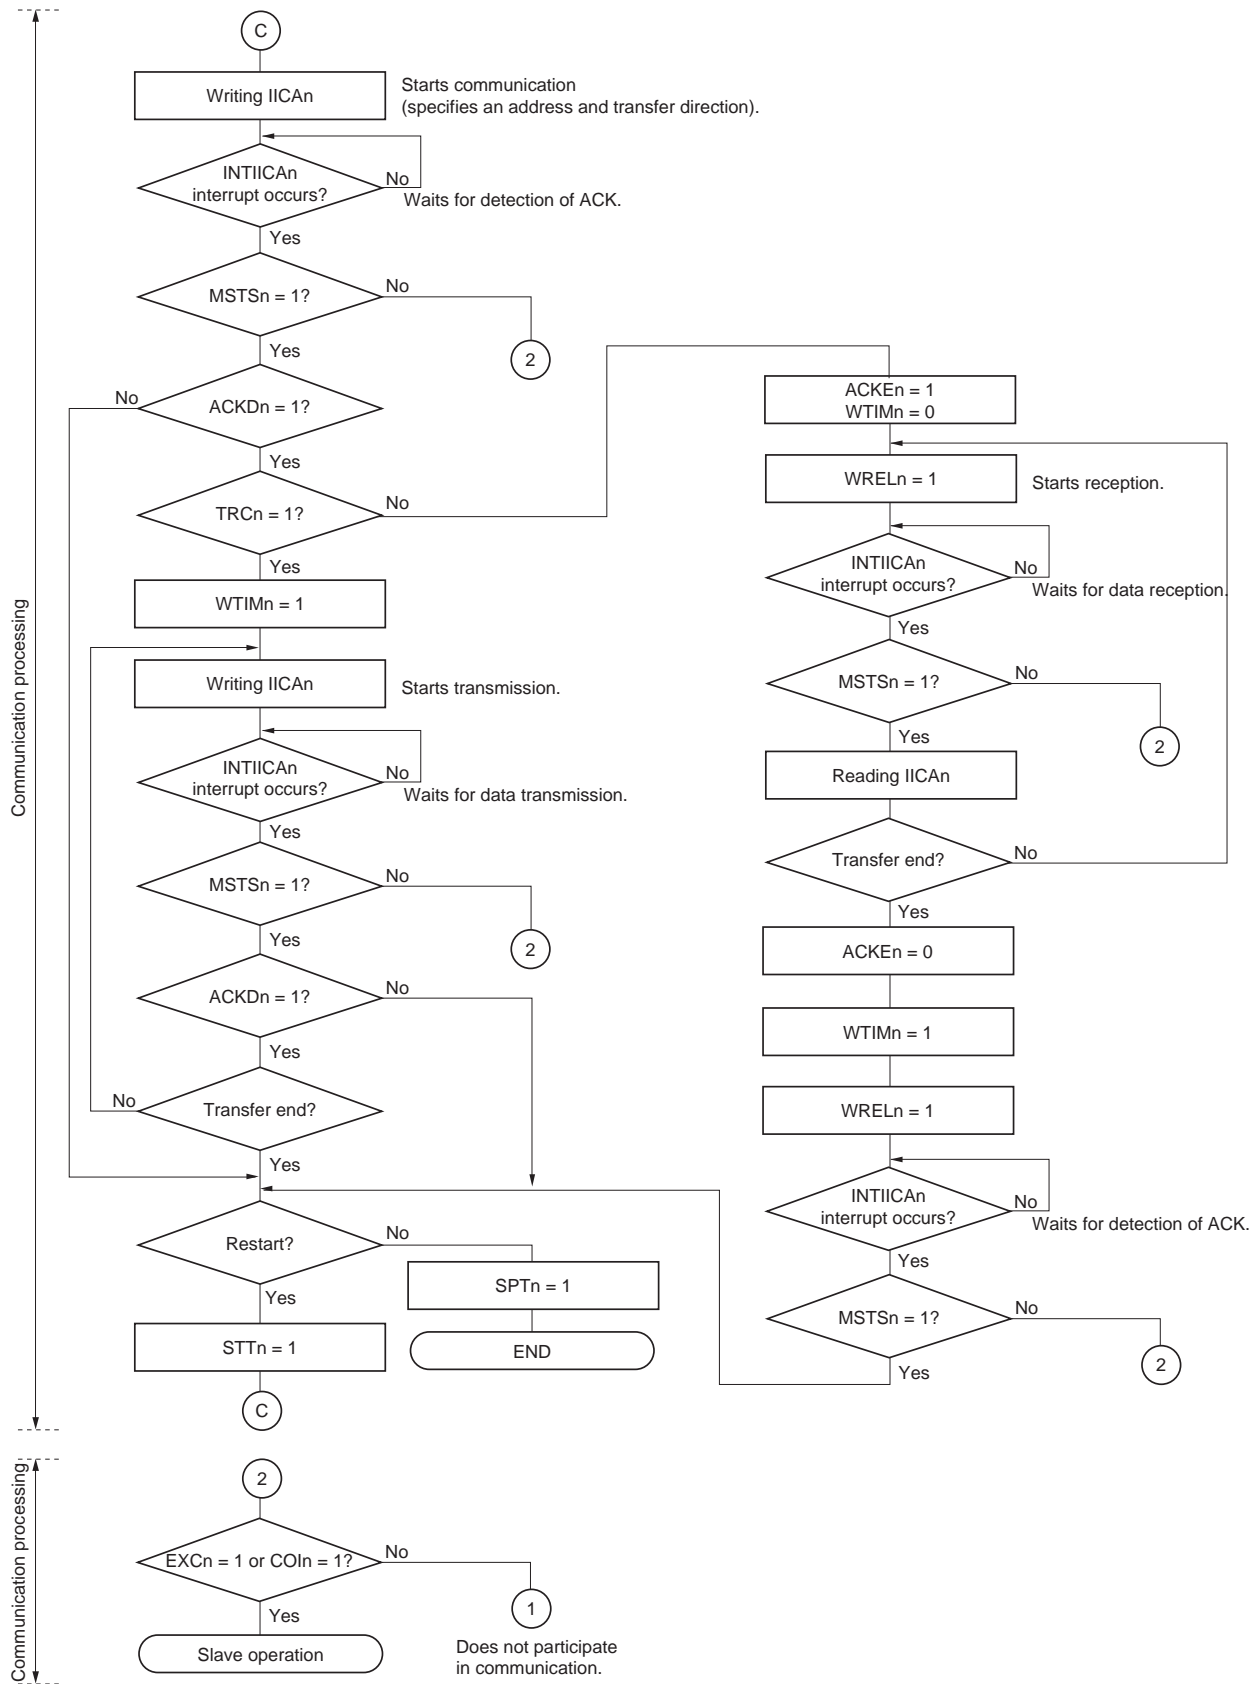 C
Writing IICAn
Starts communication
(specifies an address and transfer direction).
INTIICAn
interrupt occurs?
No
Waits for detection of ACK.
Yes
MSTSn = 1?
No
2
Yes
ACKDn = 1?
No
Yes
TRCn = 1?
No
Yes
WTIMn = 1
Writing IICAn
Starts transmission.
INTIICAn
interrupt occurs?
No
Waits for data transmission.
Yes
MSTSn = 1?
No
2
Yes
ACKDn = 1?
No
Yes
Transfer end?
No
Yes
Restart?
No
SPTn = 1
END
Yes
STTn = 1
C
ACKEn = 1
WTIMn = 0
WRELn = 1
Starts reception.
INTIICAn
interrupt occurs?
No
Waits for data reception.
Yes
MSTSn = 1?
No
2
Yes
Reading IICAn
Transfer end?
No
Yes
ACKEn = 0
WTIMn = 1
WRELn = 1
INTIICAn
interrupt occurs?
No
Waits for detection of ACK.
Yes
MSTSn = 1?
No
2
Yes
Communication processing
2
EXCn = 1 or COIn = 1?
No
1
Does not participate
in communication.
Yes
Slave operation
Communication processing